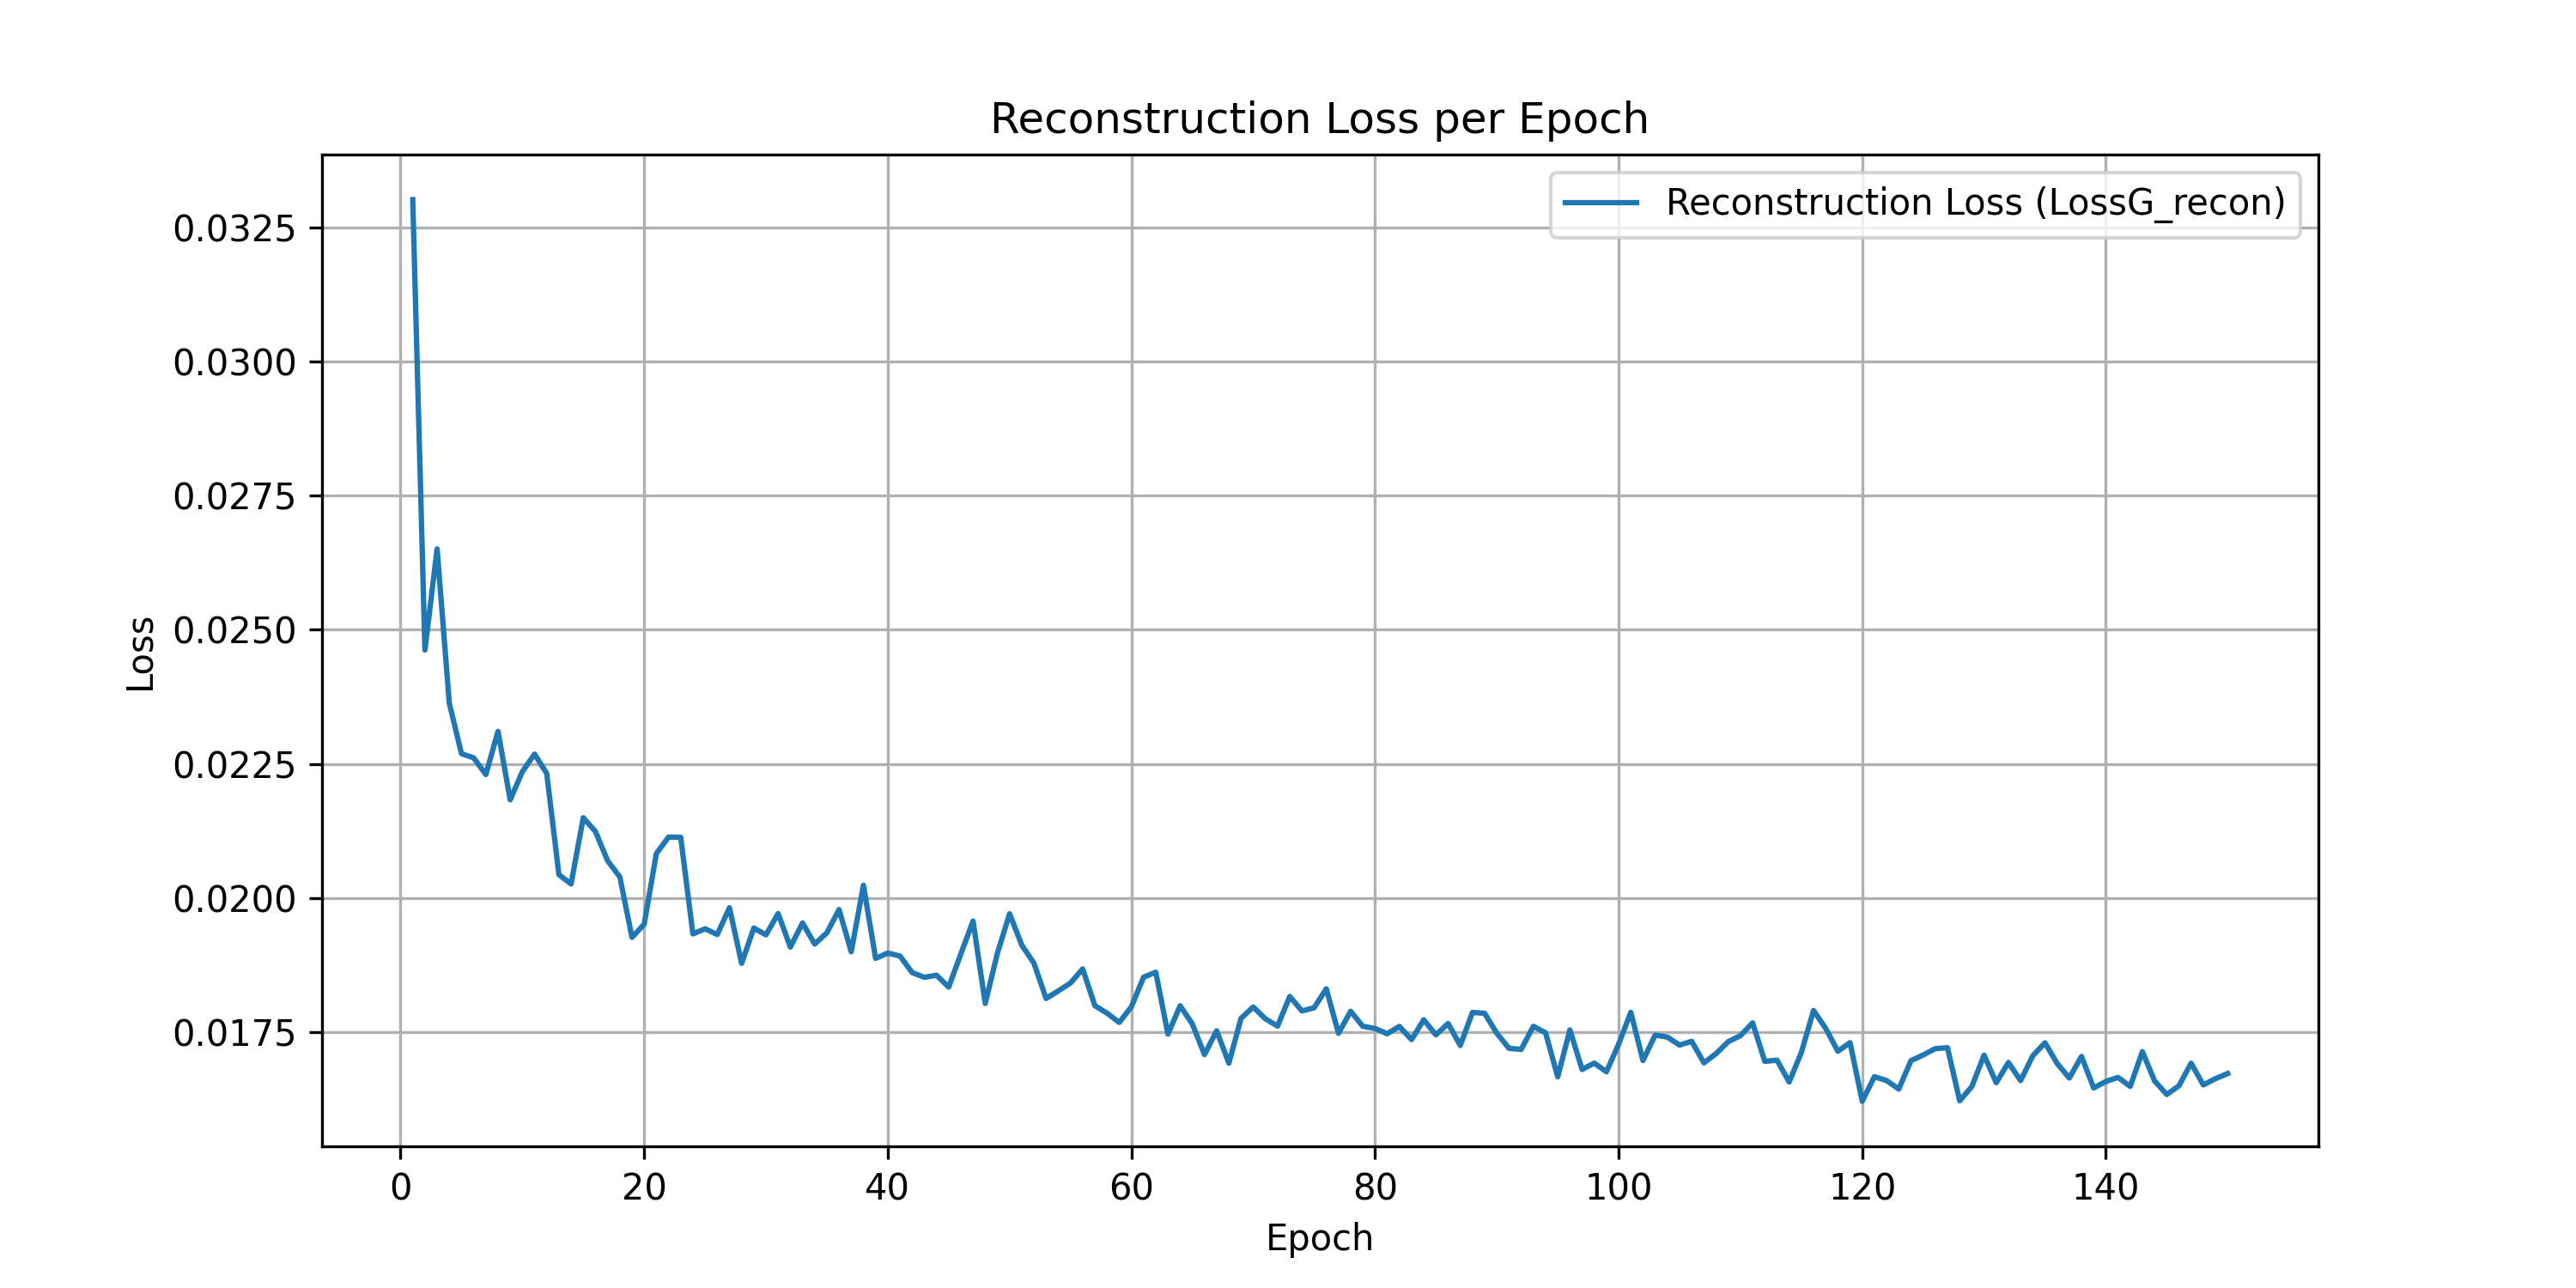 Reconstruction Loss per Epoch
Reconstruction Loss (LossG_recon)
0.0325
0.0300
0.0275
0.0250
0.0225
0.0200
0.0175
Loss
0 20 40 60 80 100 120 140
Epoch